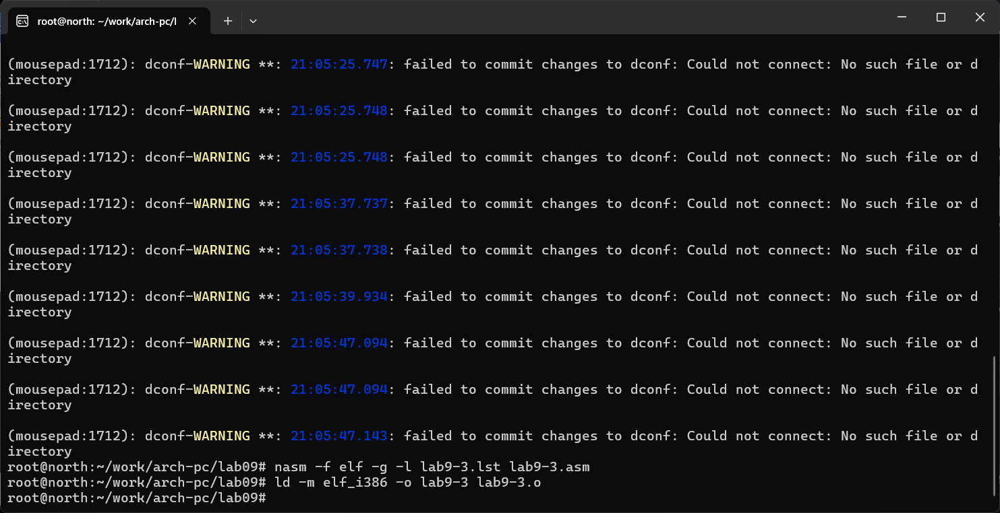 root@north: ~/work/arch-pc/l
(mousepad:1712): dconf-WARNING **: 21:05:25.747: failed to commit changes to dconf: Could not connect: No such file or d
irectory
(mousepad:1712): dconf-WARNING **: 21:05:25.748: failed to commit changes to dconf: Could not connect: No such file or d
irectory
(mousepad:1712): dconf-WARNING **: 21:05:25.748: failed to commit changes to dconf: Could not connect: No such file or d
irectory
(mousepad:1712): dconf-WARNING **: 21:05:37.737: failed to commit changes to dconf: Could not connect: No such file or d
irectory
(mousepad:1712): dconf-WARNING **: 21:05:37.738: failed to commit changes to dconf: Could not connect: No such file or d
irectory
(mousepad:1712): dconf-WARNING **: 21:05:39.934: failed to commit changes to dconf: Could not connect: No such file or d
irectory
(mousepad:1712): dconf-WARNING **: 21:05:47.094: failed to commit changes to dconf: Could not connect: No such file or d
irectory
(mousepad:1712): dconf-WARNING **: 21:05:47.094: failed to commit changes to dconf: Could not connect: No such file or d
irectory
(mousepad:1712): dconf-WARNING **: 21:05:47.143: failed to commit changes to dconf: Could not connect: No such file or d
irectory
root@north:~/work/arch-pc/lab09# nasm -f elf -g -l lab9-3.lst lab9-3.asm
root@north:~/work/arch-pc/lab09# ld -m elf_i386 -o lab9-3 lab9-3.o
root@north:~/work/arch-pc/lab09#